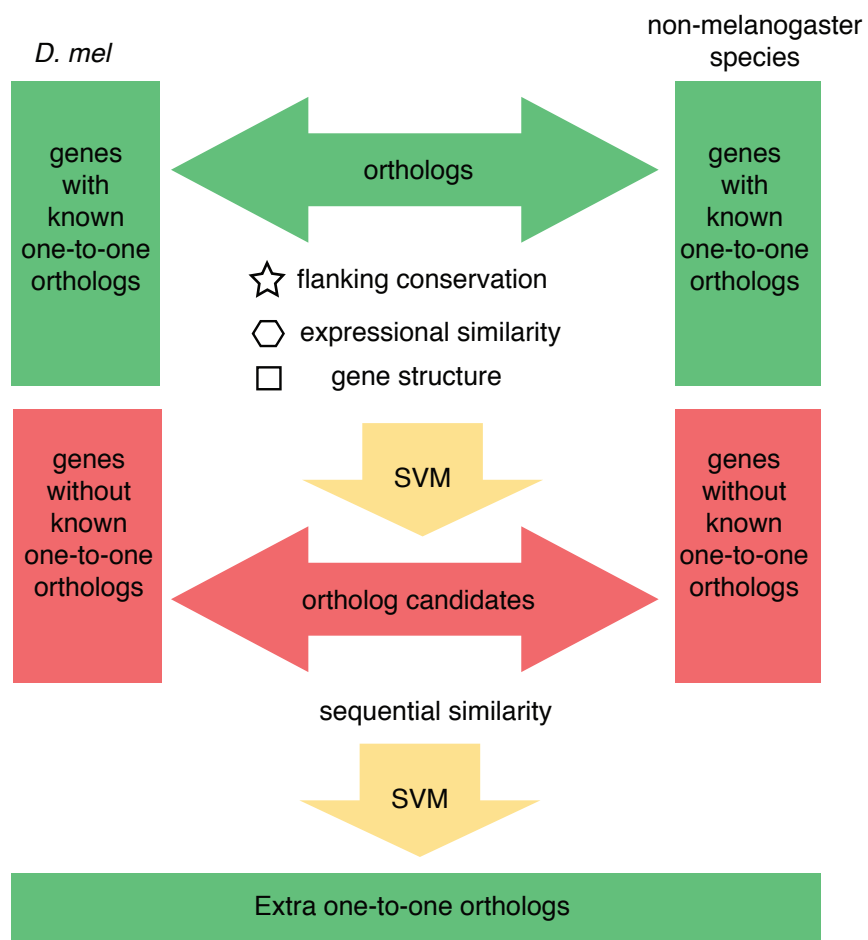 D. mel
non-melanogaster
species
genes
with
known
one-to-one
orthologs
orthologs
genes
with
known
one-to-one
orthologs
flanking conservation
expressional similarity
gene structure
SVM
genes
without
known
one-to-one
orthologs
ortholog candidates
genes
without
known
one-to-one
orthologs
sequential similarity
SVM
Extra one-to-one orthologs